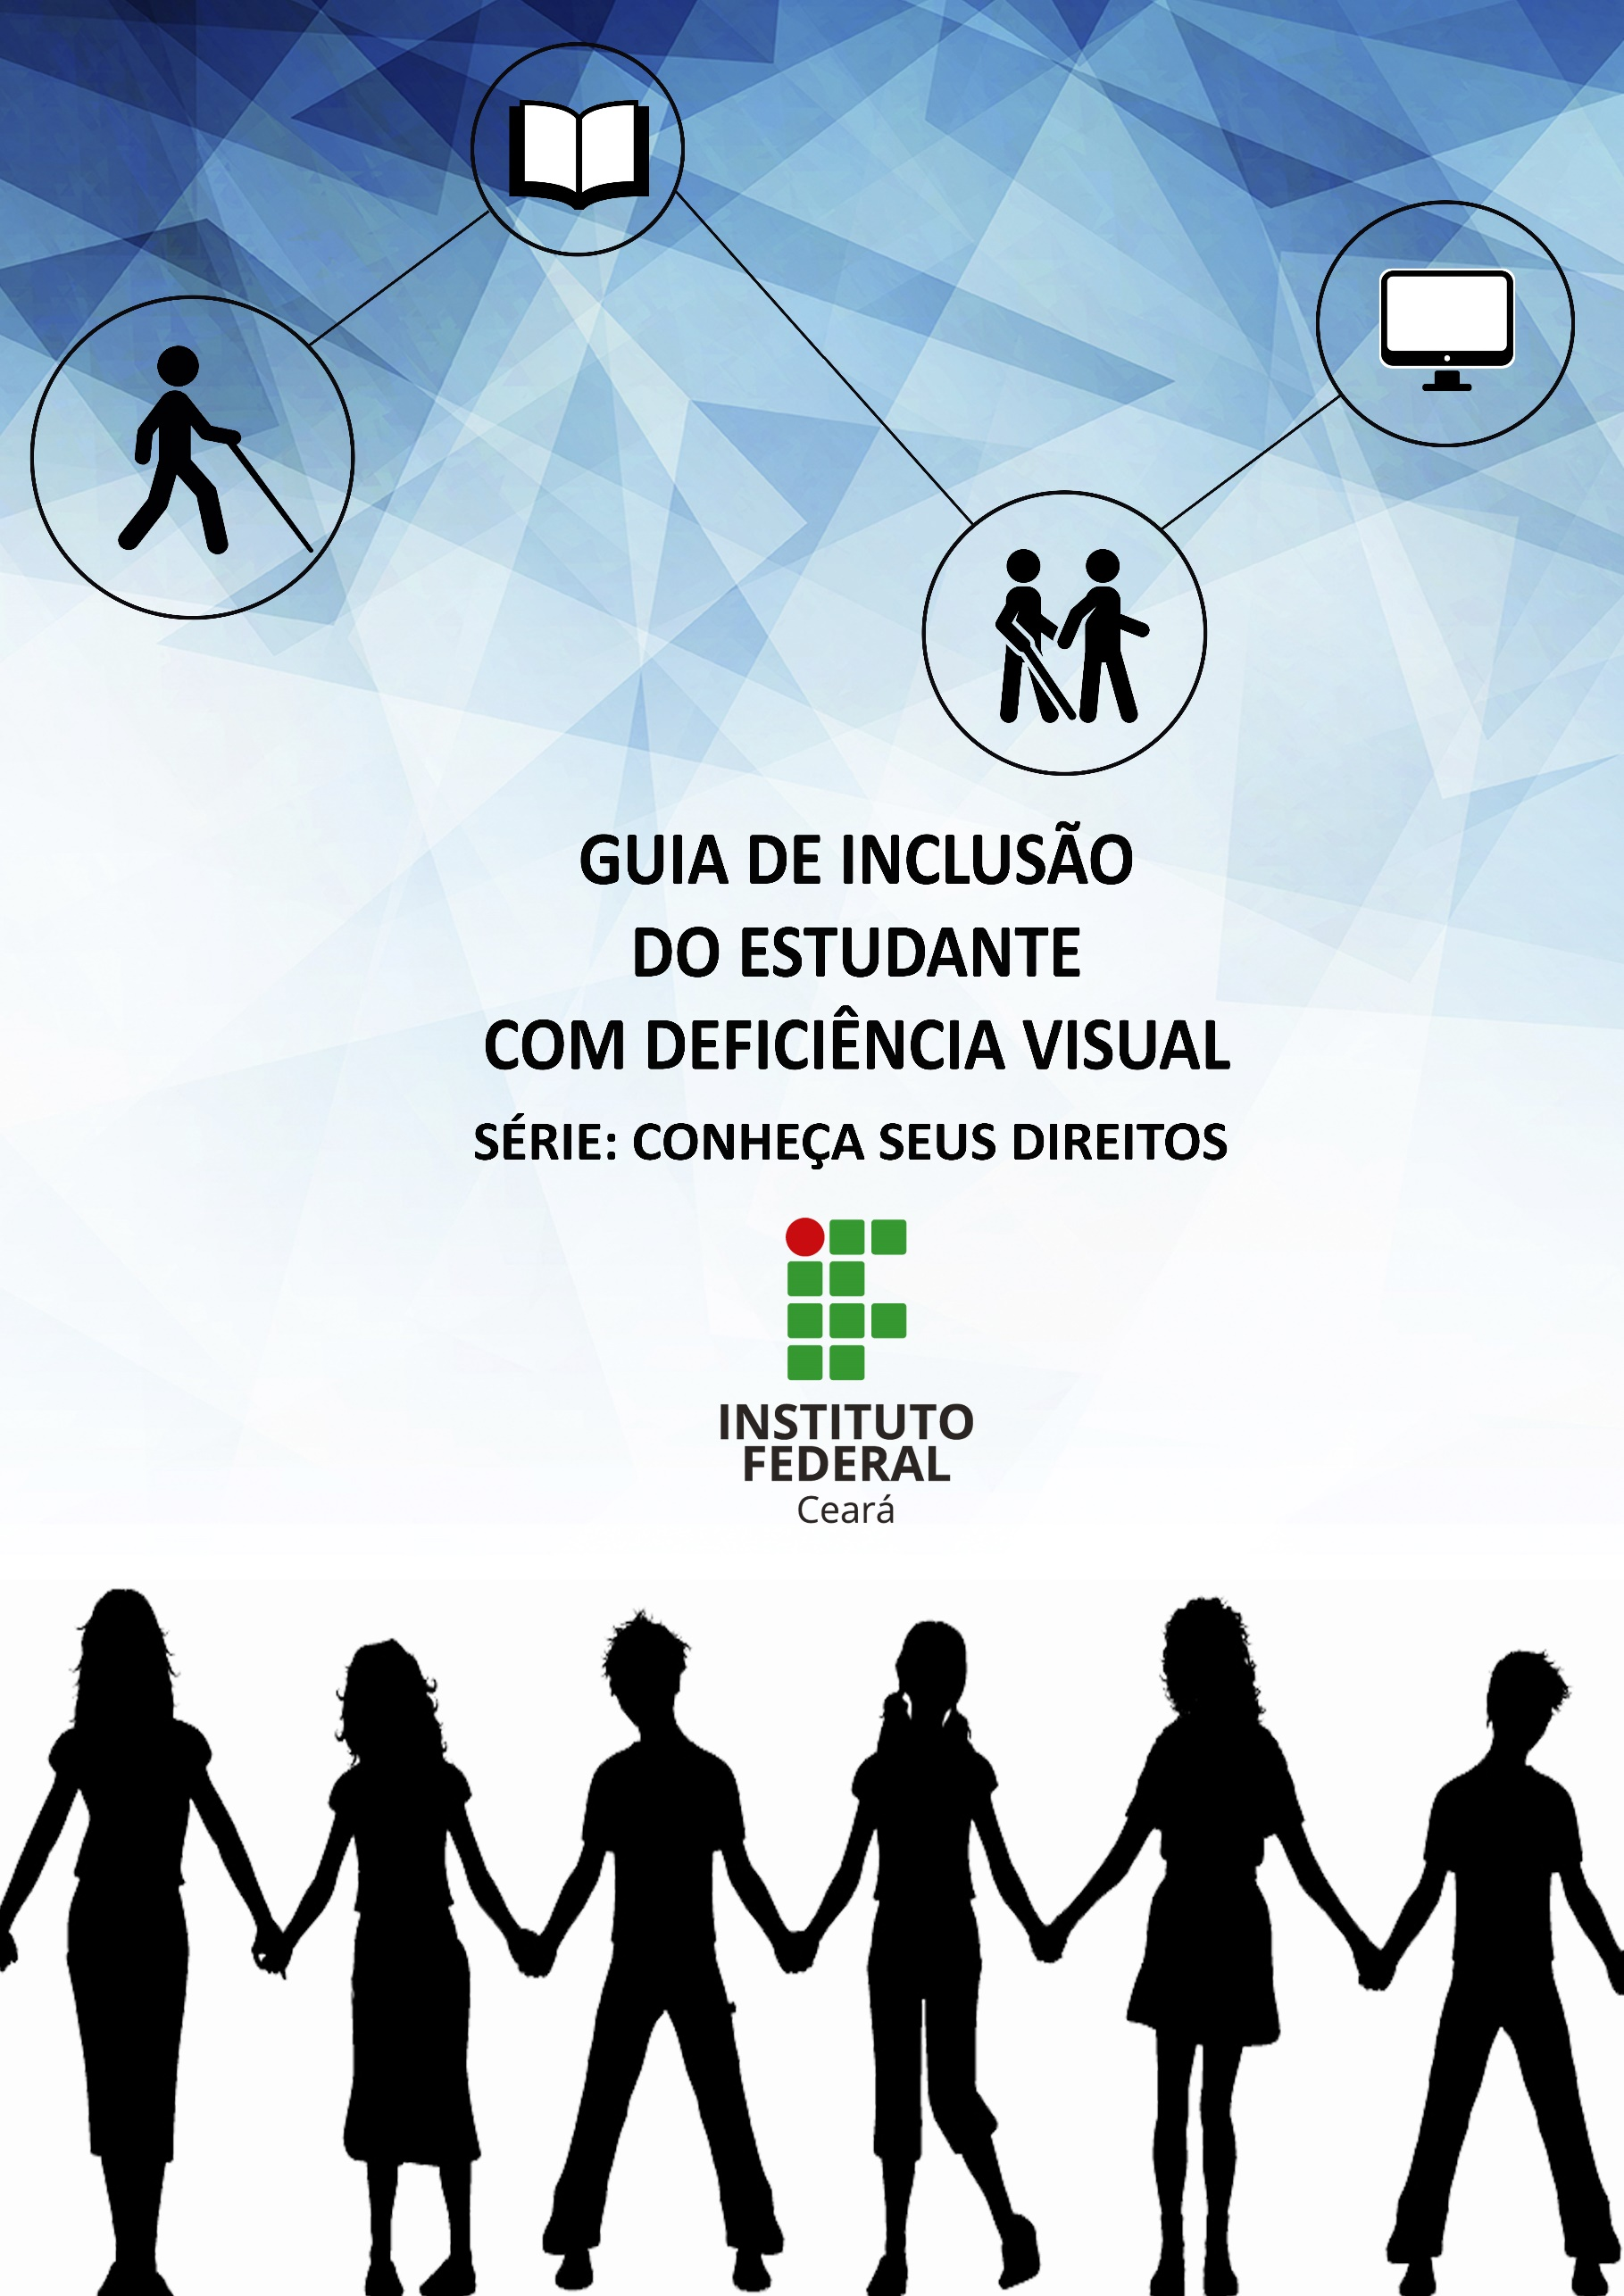 GUIA DE INCLUSÃO
DO ESTUDANTE
COM DEFICIÊNCIA VISUAL
SÉRIE: CONHEÇA SEUS DIREITOS
INSTITUTO
FEDERAL
Ceará